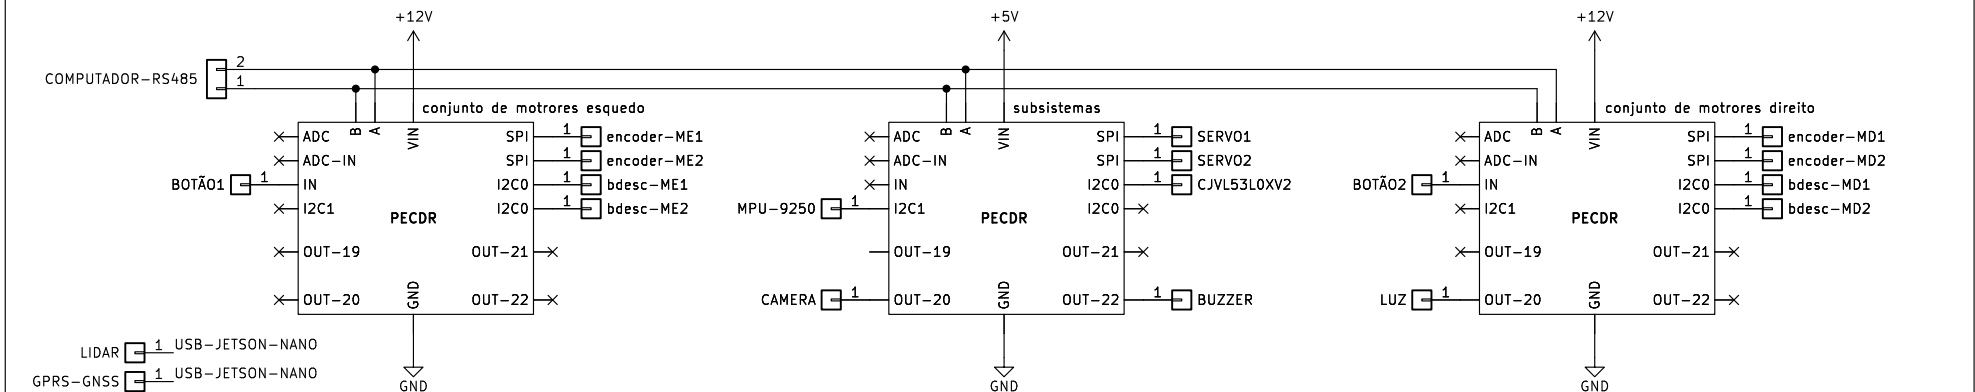 +12V
+5V
+12V
COMPUTADOR-RS485
2
1
conjunto de motrores esquedo
B
A
VIN
ADC
ADC-IN
IN
I2C1
OUT-19
OUT-20
PECDR
GND
SPI
SPI
I2C0
I2C0
OUT-21
OUT-22
BOTÃO1
1
1 encoder-ME1
1 encoder-ME2
1 bdesc-ME1
1 bdesc-ME2
GND
subsistemas
B
A
VIN
ADC
ADC-IN
IN
I2C1
OUT-19
OUT-20
PECDR
GND
SPI
SPI
I2C0
I2C0
OUT-21
OUT-22
MPU-9250 1
CAMERA 1
1 SERVO1
1 SERVO2
1 CJVL53L0XV2
1 BUZZER
GND
conjunto de motrores direito
B
A
VIN
ADC
ADC-IN
IN
I2C1
OUT-19
OUT-20
PECDR
GND
SPI
SPI
I2C0
I2C0
OUT-21
OUT-22
BOTÃO2 1
LUZ 1
1 encoder-MD1
1 encoder-MD2
1 bdesc-MD1
1 bdesc-MD2
GND
LIDAR 1 USB-JETSON-NANO
GPRS-GNSS 1 USB-JETSON-NANO